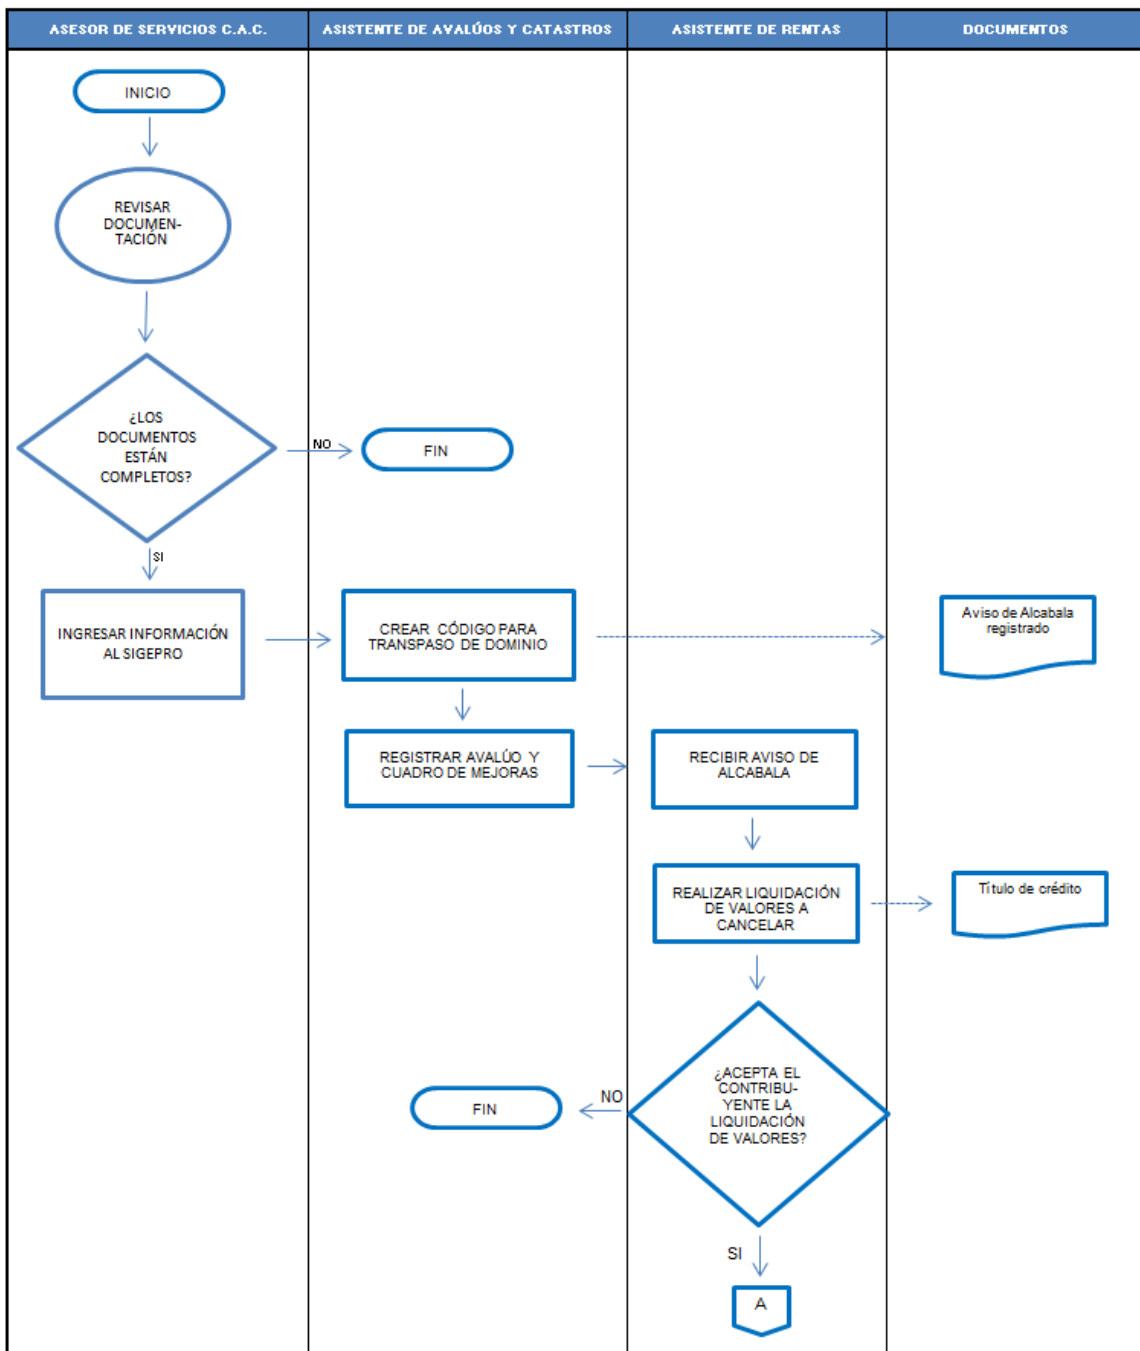 ASESOR DE SERVICIOS C.A.C.
ASISTENTE DE AVALÚOS Y CATASTROS
ASISTENTE DE RENTAS
DOCUMENTOS
INICIO
REVISAR
DOCUMEN-
TACIÓN
¿LOS
DOCUMENTOS
ESTÁN
COMPLETOS?
NO
FIN
SI
INGRESAR INFORMACIÓN
AL SIGEPRO
CREAR CÓDIGO PARA
TRANSPASO DE DOMINIO
Aviso de Alcabala
registrado
REGISTRAR AVALÚO Y
CUADRO DE MEJORAS
RECIBIR AVISO DE
ALCABALA
REALIZAR LIQUIDACIÓN
DE VALORES A
CANCELAR
Título de crédito
¿ACEPTA EL
CONTRIBU-
YENTE LA
LIQUIDACIÓN
DE VALORES?
NO
FIN
SI
A